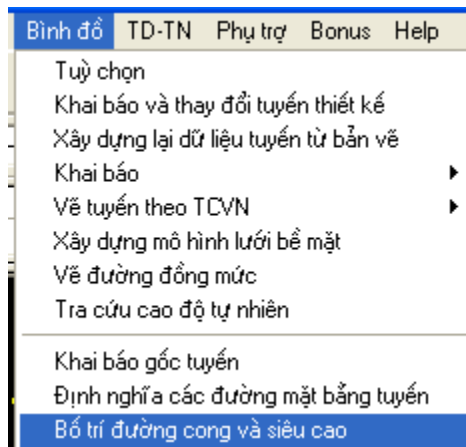 Bình đồ TD-TN Phụ trợ Bonus Help
Tuỳ chọn
Khai báo và thay đổi tuyến thiết kế
Xây dựng lại dữ liệu tuyến từ bản vẽ
Khai báo
Vẽ tuyến theo TCVN
Xây dựng mô hình lưới bề mặt
Vẽ đường đồng mức
Tra cứu cao độ tự nhiên
Khai báo gốc tuyến
Định nghĩa các đường mặt bằng tuyến
Bố trí đường cong và siêu cao